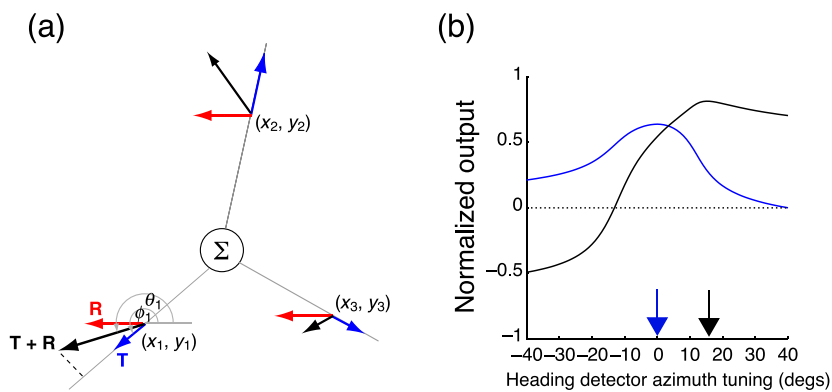 (a)
(x2, y2)
Σ
R
θ1
ϕ1
(x3, y3)
T + R
(x1, y1)
T
(b)
Normalized output
1
0.5
0
−0.5
−1
−40 −30 −20 −10 0 10 20 30 40
Heading detector azimuth tuning (degs)